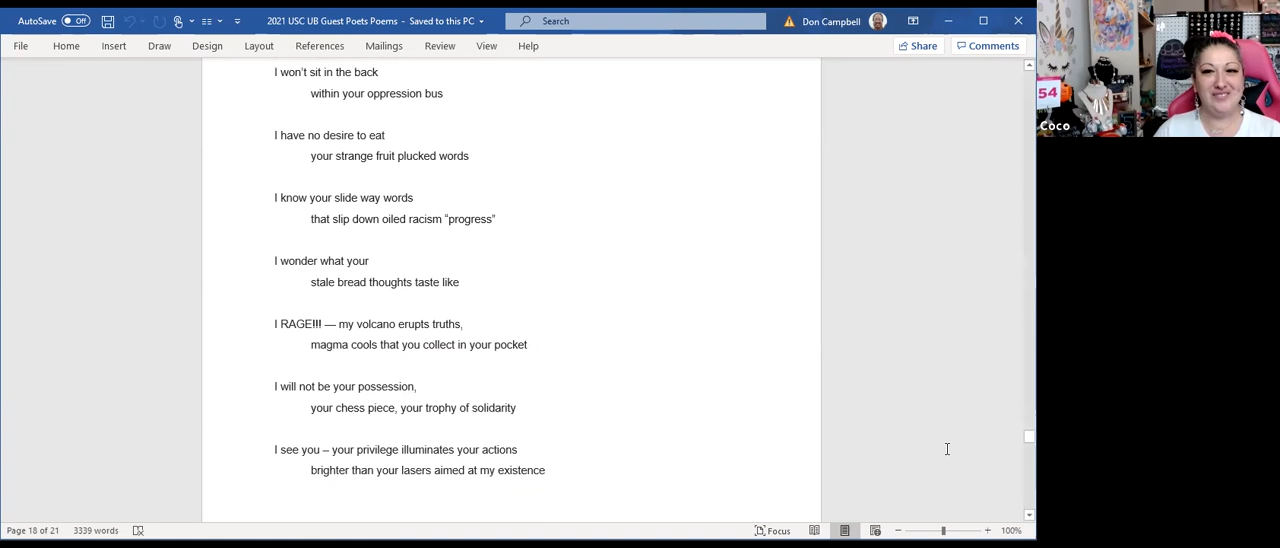 AutoSave Off 2021 USC UB Guest Poets Poems - Saved to this PC Search Don Campbell
File Home Insert Draw Design Layout References Mailings Review View Help Share Comments
I won't sit in the back
within your oppression bus
I have no desire to eat
your strange fruit plucked words
I know your slide way words
that slip down oiled racism “progress”
I wonder what your
stale bread thoughts taste like
I RAGE!!! — my volcano erupts truths,
magma cools that you collect in your pocket
I will not be your possession,
your chess piece, your trophy of solidarity
I see you – your privilege illuminates your actions
brighter than your lasers aimed at my existence
Page 18 of 21 3339 words Focus 100%
54
Coco